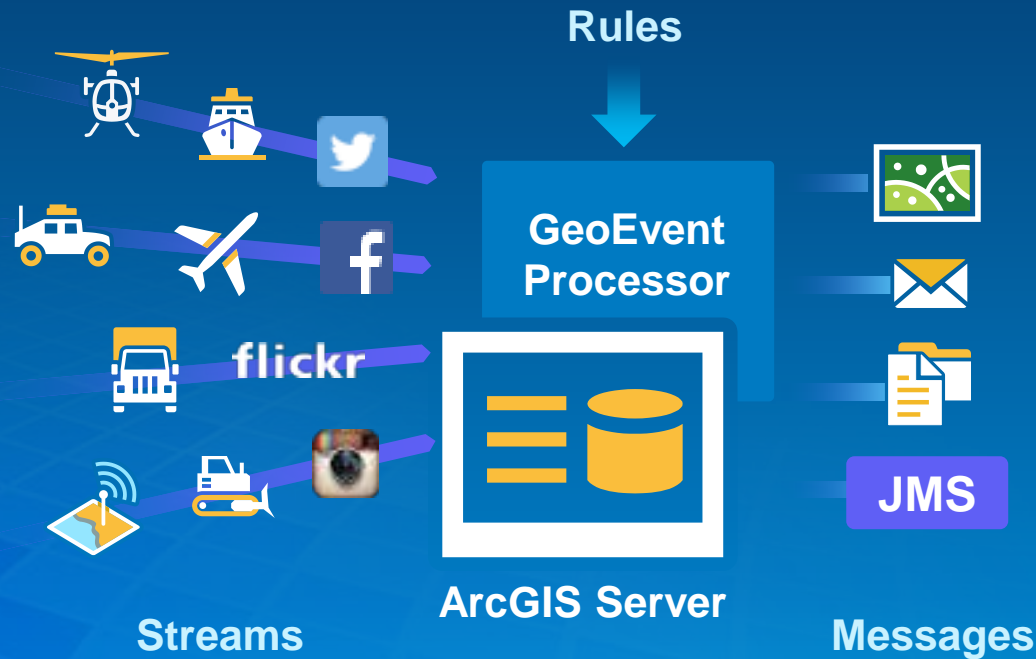 Rules
GeoEvent
Processor
f
flickr
JMS
ArcGIS Server
Streams
Messages